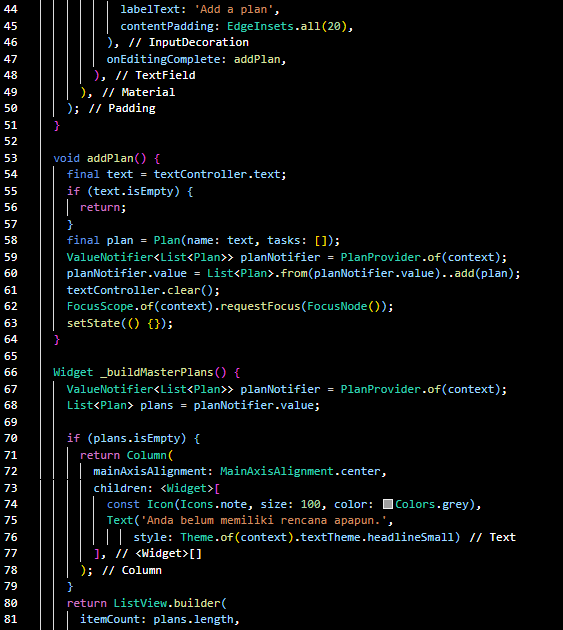 44 labelText: 'Add a plan',
45 contentPadding: EdgeInsets.all(20),
46 ), // InputDecoration
47 onEditingComplete: addPlan,
48 ), // TextField
49 ), // Material
50 ); // Padding
51 }
52
53 void addPlan() {
54 final text = textController.text;
55 if (text.isEmpty) {
56 return;
57 }
58 final plan = Plan(name: text, tasks: []);
59 ValueNotifier<List<Plan>> planNotifier = PlanProvider.of(context);
60 planNotifier.value = List<Plan>.from(planNotifier.value)..add(plan);
61 textController.clear();
62 FocusScope.of(context).requestFocus(FocusNode());
63 setState(() {});
64 }
65
66 Widget _buildMasterPlans() {
67 ValueNotifier<List<Plan>> planNotifier = PlanProvider.of(context);
68 List<Plan> plans = planNotifier.value;
69
70 if (plans.isEmpty) {
71 return Column(
72 mainAxisAlignment: MainAxisAlignment.center,
73 children: <Widget>[
74 const Icon(Icons.note, size: 100, color: Colors.grey),
75 Text('Anda belum memiliki rencana apapun.',
76 style: Theme.of(context).textTheme.headlineSmall) // Text
77 ], // <Widget>[]
78 ); // Column
79 }
80 return ListView.builder(
81 itemCount: plans.length,